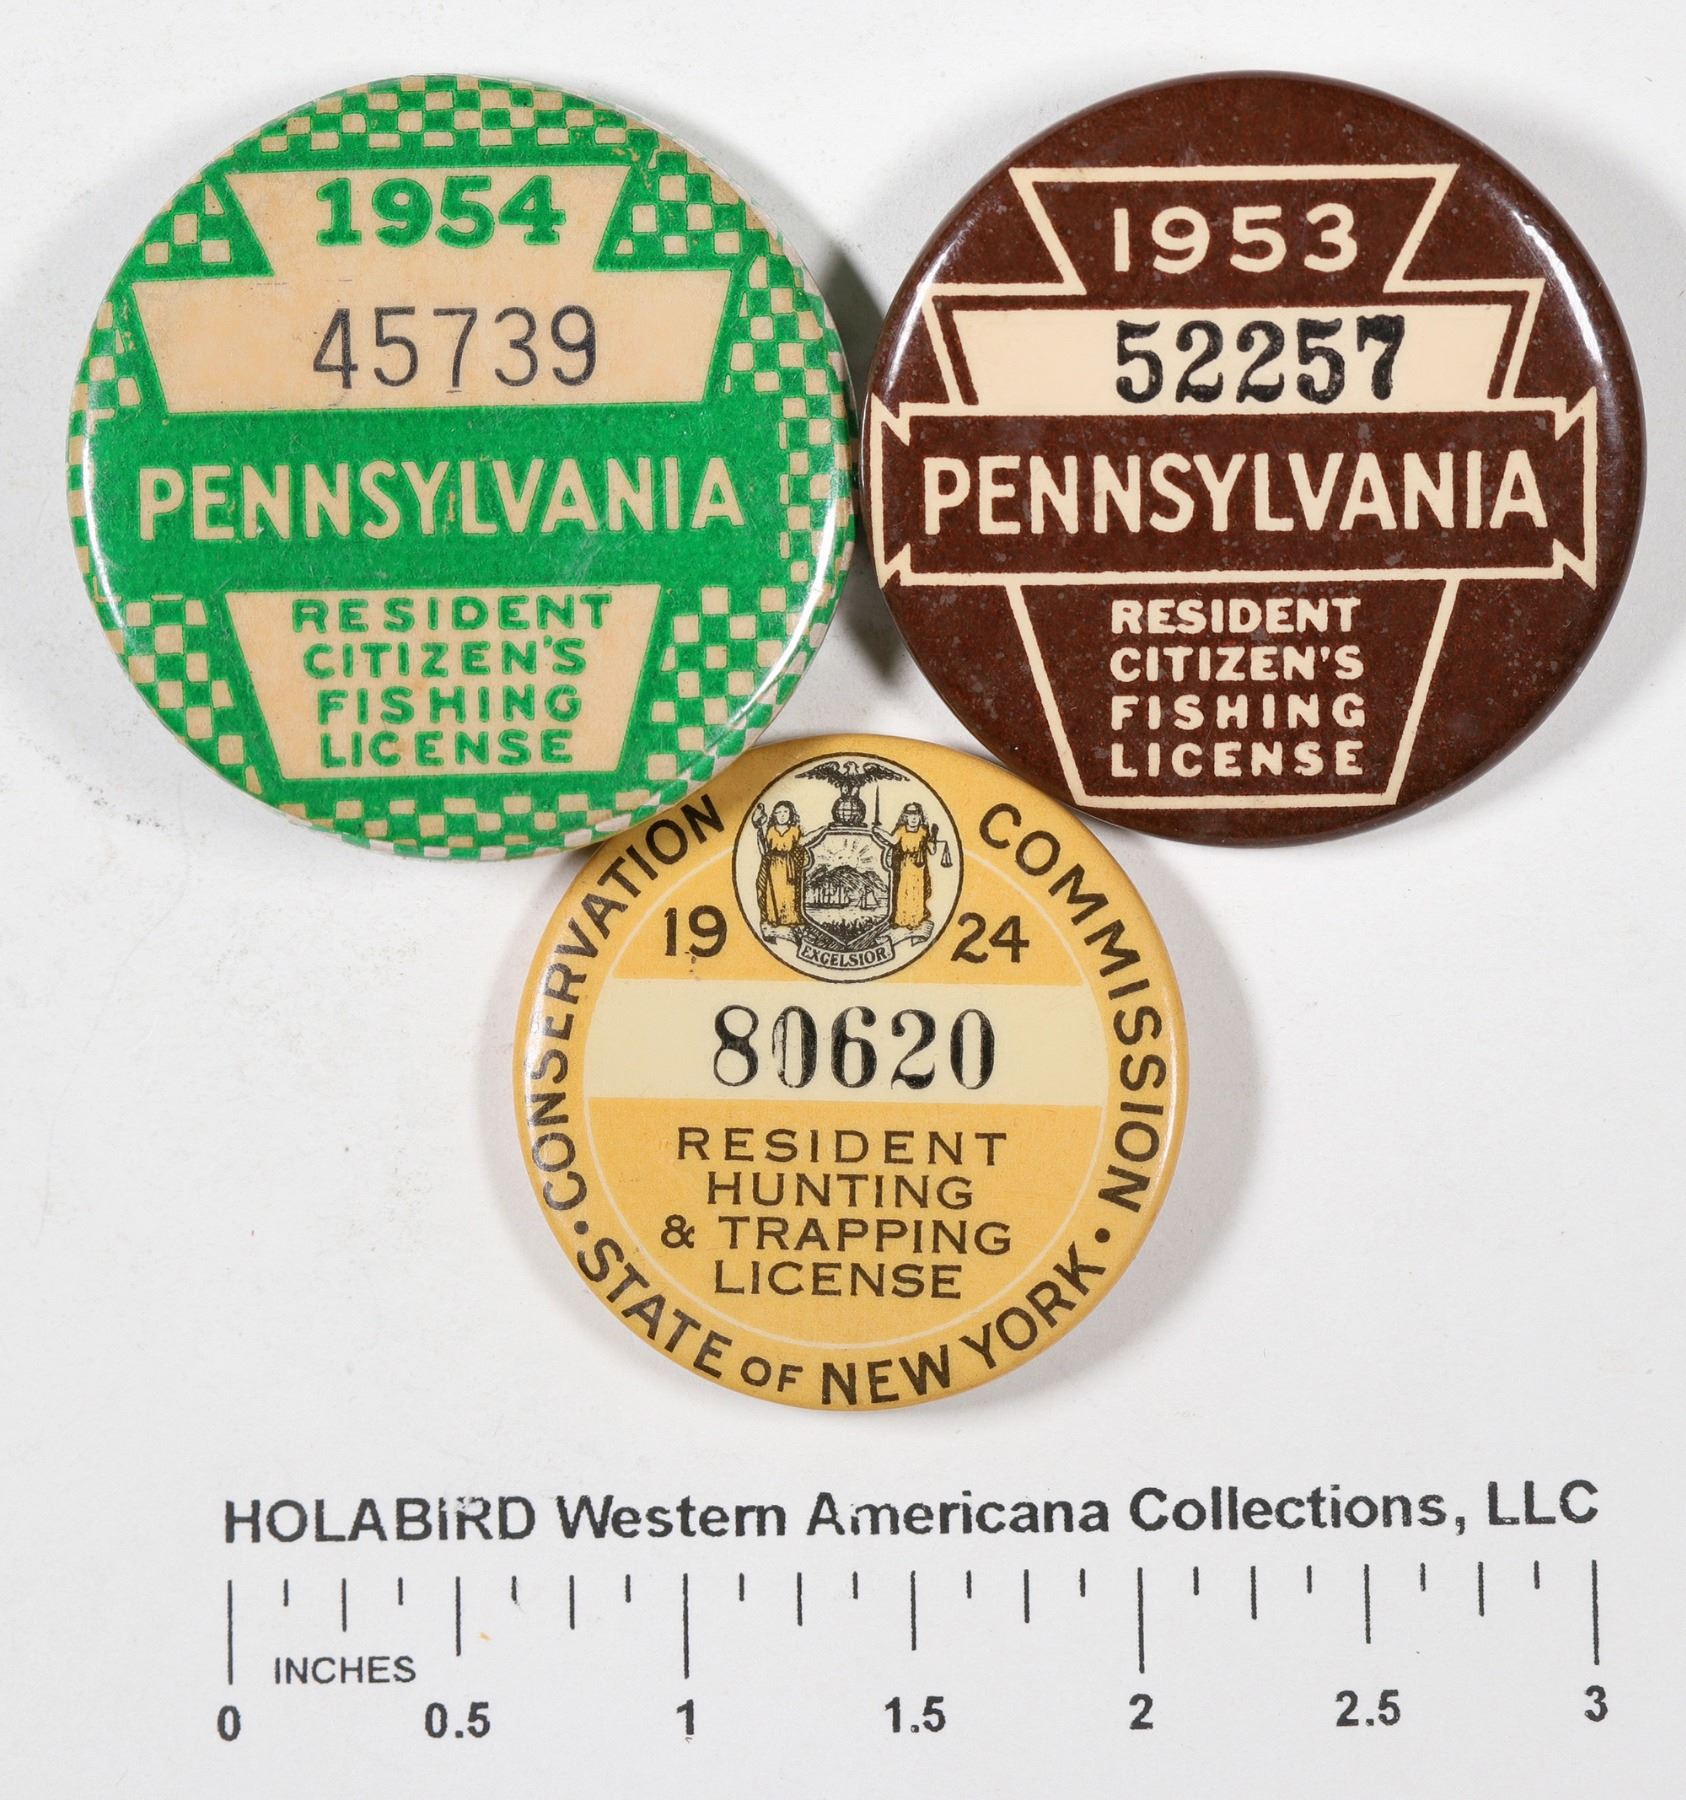 1954
45739
PENNSYLVANIA
RESIDENT
CITIZEN'S
FISHING
LICENSE
1953
52257
PENNSYLVANIA
RESIDENT
CITIZEN'S
FISHING
LICENSE
CONSERVATION COMMISSION
1924
EXCELSIOR
80620
RESIDENT
HUNTING
& TRAPPING
LICENSE
• STATE OF NEW YORK •
HOLABIRD Western Americana Collections, LLC
INCHES
0 0.5 1 1.5 2 2.5 3